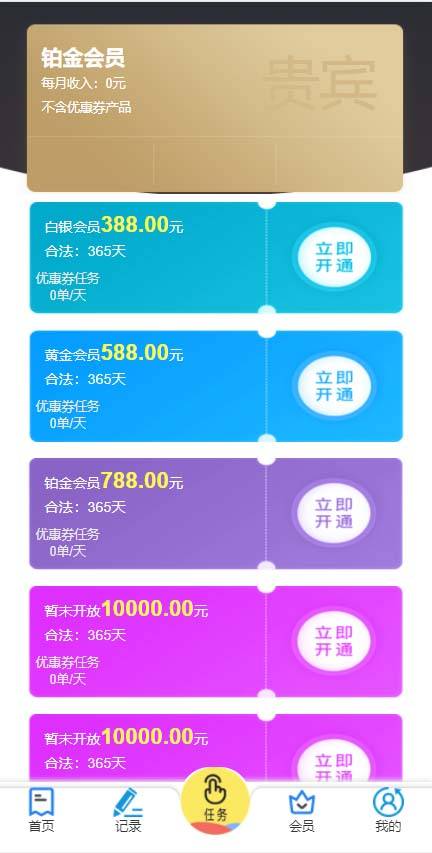 铂金会员
每月收入：0元
不含优惠券产品
贵宾
白银会员388.00元
合法：365天
优惠券任务
0单/天
立即
开通
黄金会员588.00元
合法：365天
优惠券任务
0单/天
立即
开通
铂金会员788.00元
合法：365天
优惠券任务
0单/天
立即
开通
暂未开放10000.00元
合法：365天
优惠券任务
0单/天
立即
开通
暂未开放10000.00元
合法：365天
立即
开通
首页
记录
任务
会员
我的